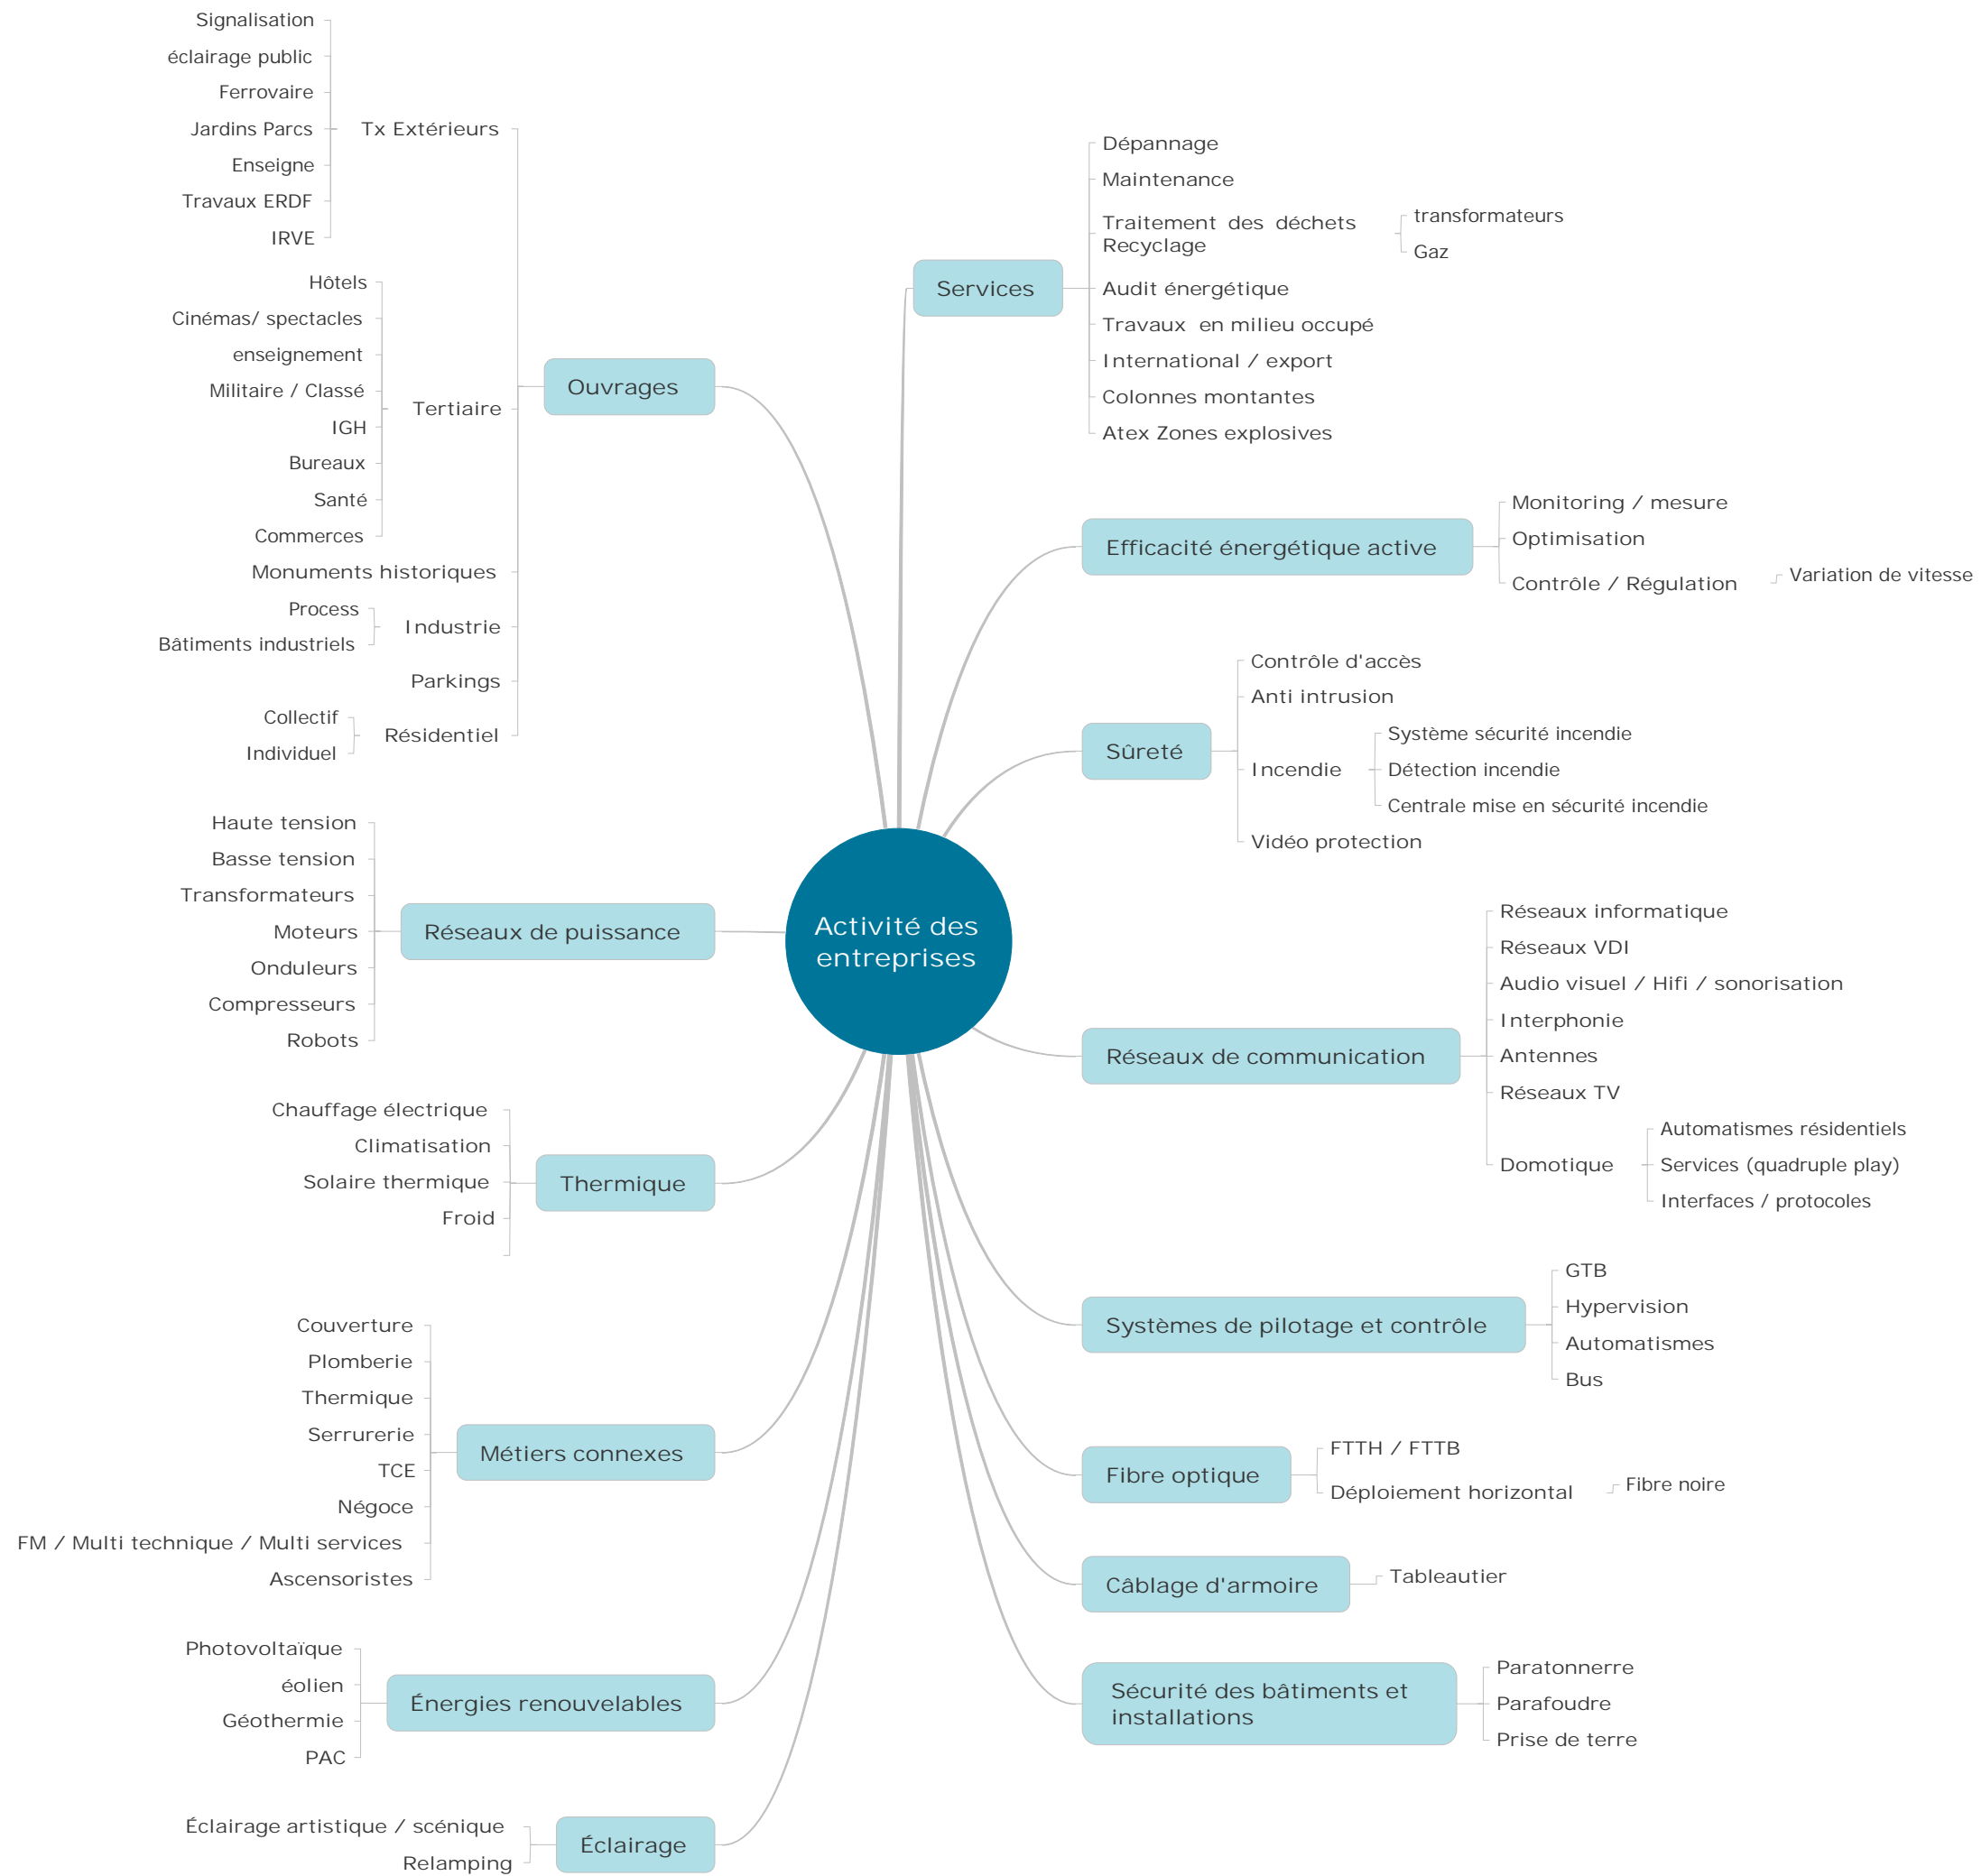 Activité des
entreprises
Ouvrages
Tx Extérieurs
Signalisation
éclairage public
Ferrovaire
Jardins Parcs
Enseigne
Travaux ERDF
IRVE
Tertiaire
Hôtels
Cinémas/ spectacles
enseignement
Militaire / Classé
IGH
Bureaux
Santé
Commerces
Monuments historiques
Industrie
Process
Bâtiments industriels
Parkings
Résidentiel
Collectif
Individuel
Réseaux de puissance
Haute tension
Basse tension
Transformateurs
Moteurs
Onduleurs
Compresseurs
Robots
Thermique
Chauffage électrique
Climatisation
Solaire thermique
Froid
Métiers connexes
Couverture
Plomberie
Thermique
Serrurerie
TCE
Négoce
FM / Multi technique / Multi services
Ascensoristes
Énergies renouvelables
Photovoltaïque
éolien
Géothermie
PAC
Éclairage
Éclairage artistique / scénique
Relamping
Services
Dépannage
Maintenance
Traitement des déchets
Recyclage
transformateurs
Gaz
Audit énergétique
Travaux en milieu occupé
International / export
Colonnes montantes
Atex Zones explosives
Efficacité énergétique active
Monitoring / mesure
Optimisation
Contrôle / Régulation
Variation de vitesse
Sûreté
Contrôle d'accès
Anti intrusion
Incendie
Système sécurité incendie
Détection incendie
Centrale mise en sécurité incendie
Vidéo protection
Réseaux de communication
Réseaux informatique
Réseaux VDI
Audio visuel / Hifi / sonorisation
Interphonie
Antennes
Réseaux TV
Domotique
Automatismes résidentiels
Services (quadruple play)
Interfaces / protocoles
Systèmes de pilotage et contrôle
GTB
Hypervision
Automatismes
Bus
Fibre optique
FTTH / FTTB
Déploiement horizontal
Fibre noire
Câblage d'armoire
Tableautier
Sécurité des bâtiments et
installations
Paratonnerre
Parafoudre
Prise de terre